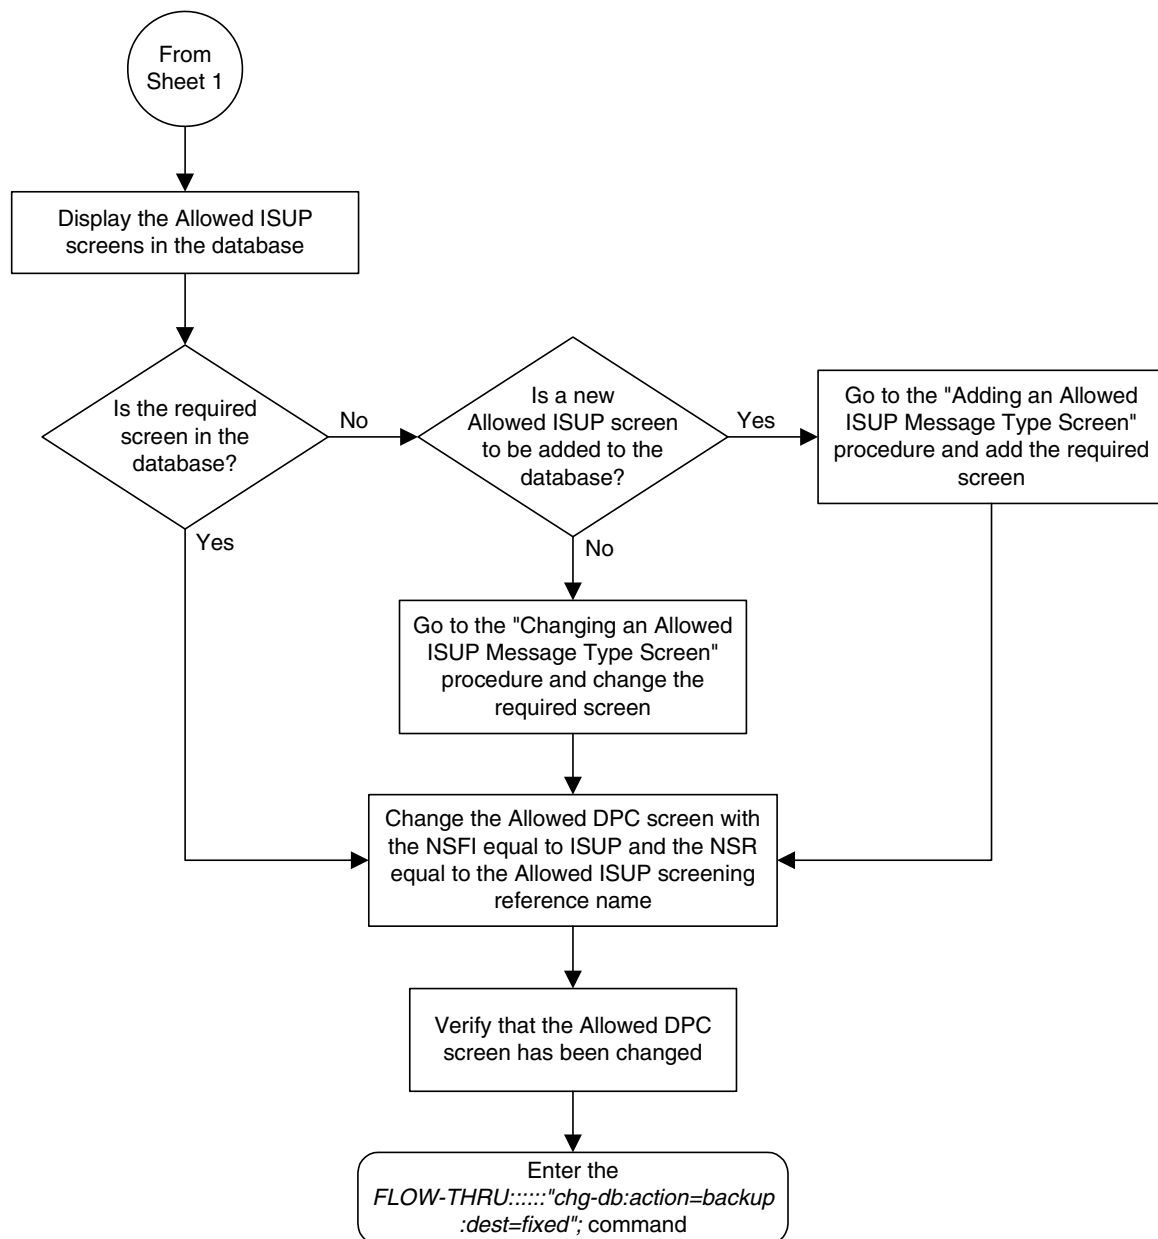 From
Sheet 1
Display the Allowed ISUP
screens in the database
Is the required
screen in the
database?
No
Yes
Is a new
Allowed ISUP screen
to be added to the
database?
Yes
No
Go to the "Adding an Allowed
ISUP Message Type Screen"
procedure and add the required
screen
Go to the "Changing an Allowed
ISUP Message Type Screen"
procedure and change the
required screen
Change the Allowed DPC screen with
the NSFI equal to ISUP and the NSR
equal to the Allowed ISUP screening
reference name
Verify that the Allowed DPC
screen has been changed
Enter the
FLOW-THRU::::::"chg-db:action=backup
:dest=fixed"; command